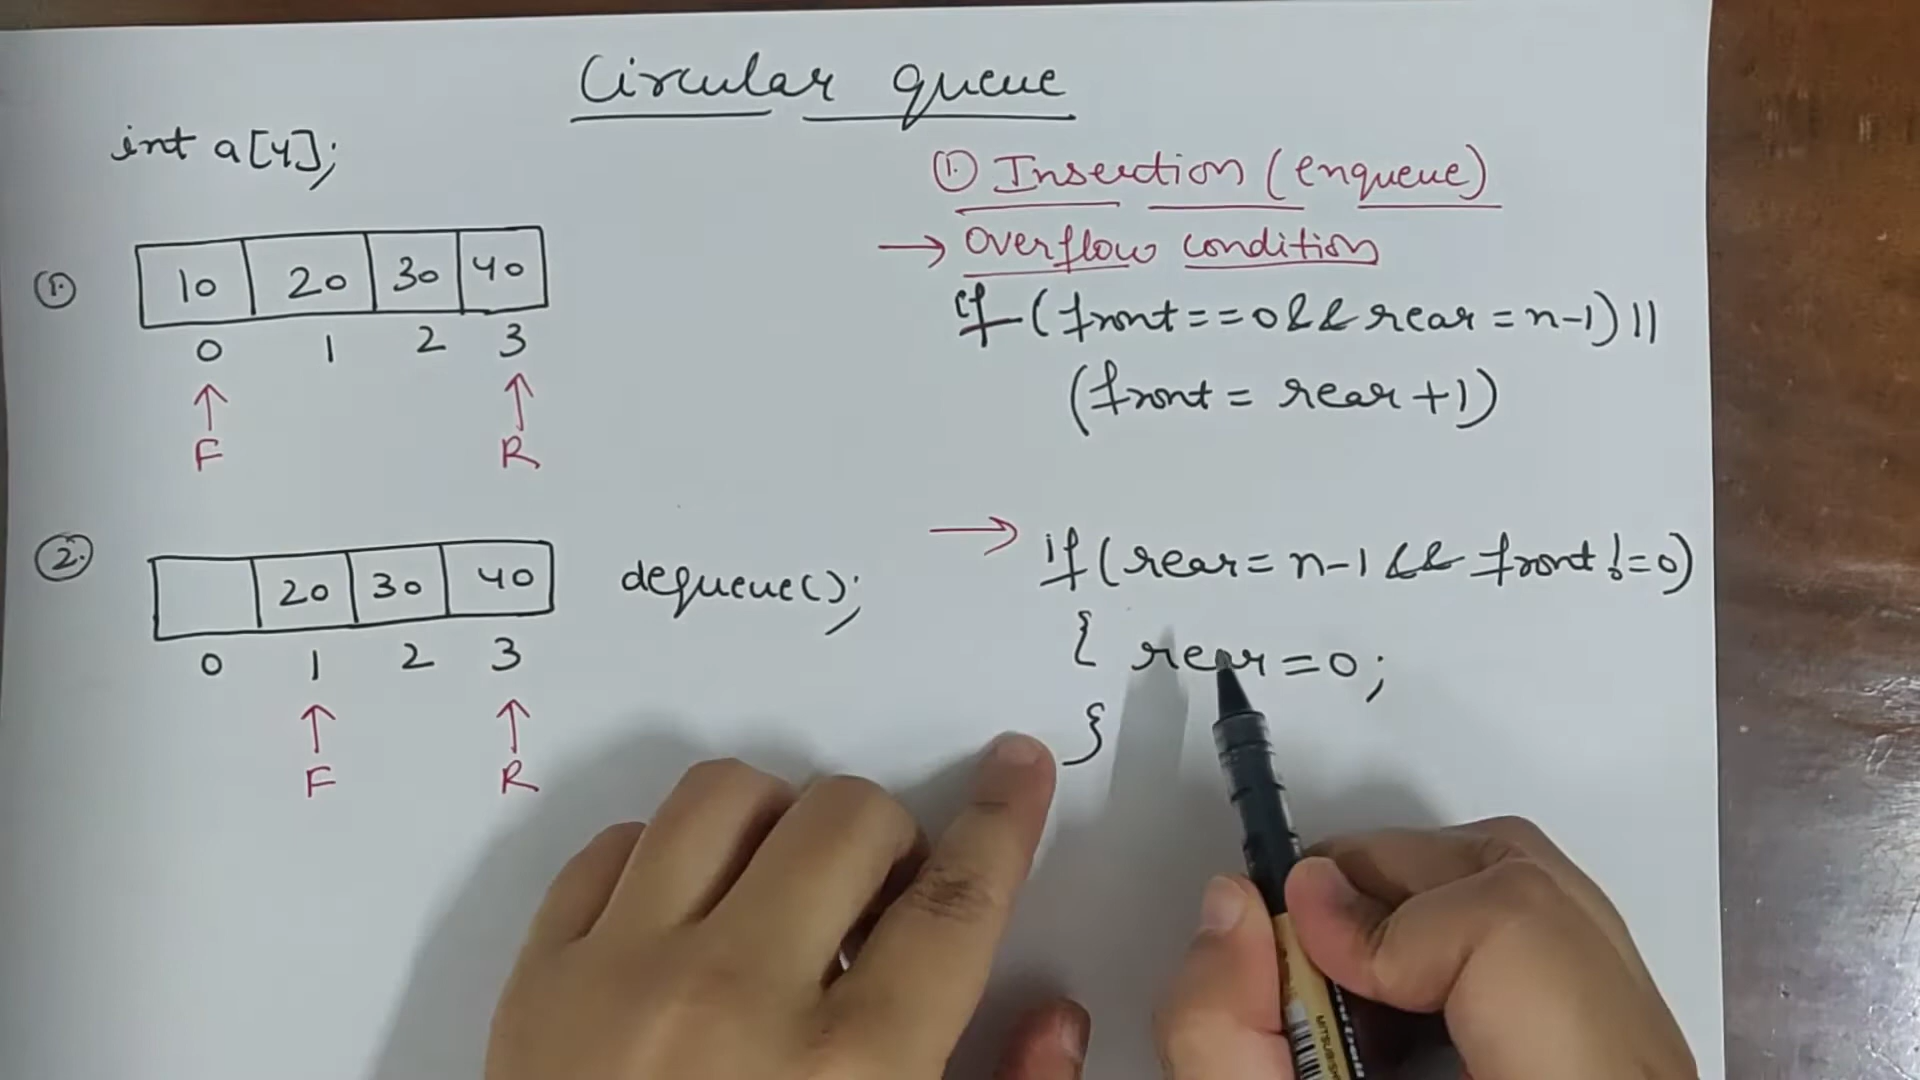 Circular queue
int a[4];
①. Insertion (enqueue)
→ Overflow condition
if (front==0&&rear=n-1)||
(front = rear+1)
①.
10 20 30 40
0 1 2 3
↑ ↑
F R
→ if(rear=n-1 && front!=0)
{ rear=0;
}
②.
20 30 40
dequeue();
0 1 2 3
↑ ↑
F R